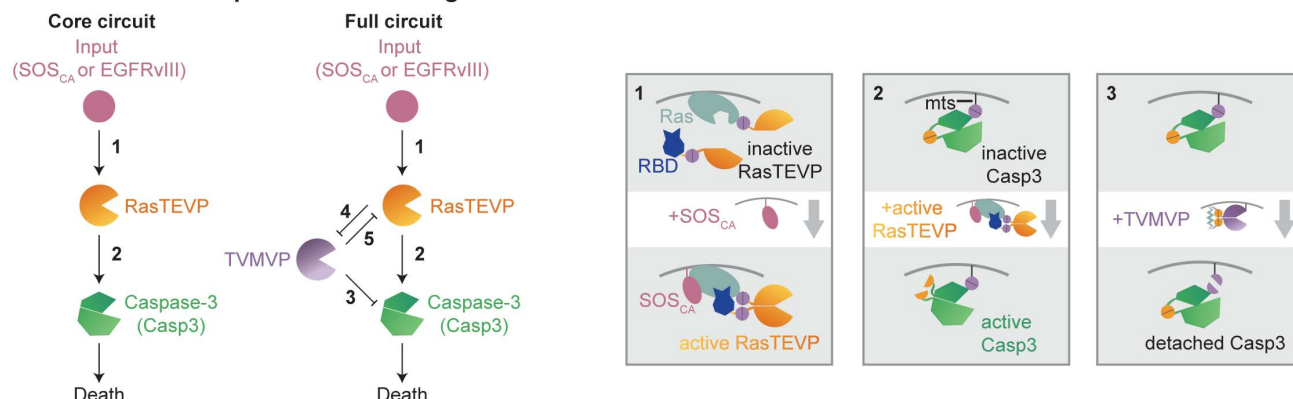 Core circuit
Input
(SOSCA or EGFRvIII)
1
RasTEVP
2
Caspase-3
(Casp3)
Death
Full circuit
Input
(SOSCA or EGFRvIII)
1
RasTEVP
4
5
TVMVP
2
3
Caspase-3
(Casp3)
Death
1
Ras
RBD
inactive
RasTEVP
+SOSCA
SOSCA
active RasTEVP
2
mts
inactive
Casp3
+active
RasTEVP
active
Casp3
3
+TVMVP
detached Casp3